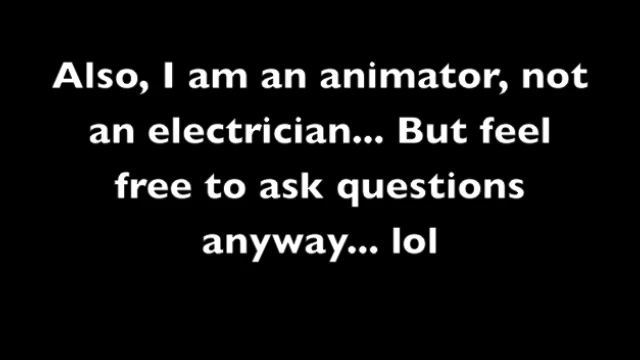 Also, I am an animator, not
an electrician... But feel
free to ask questions
anyway... lol